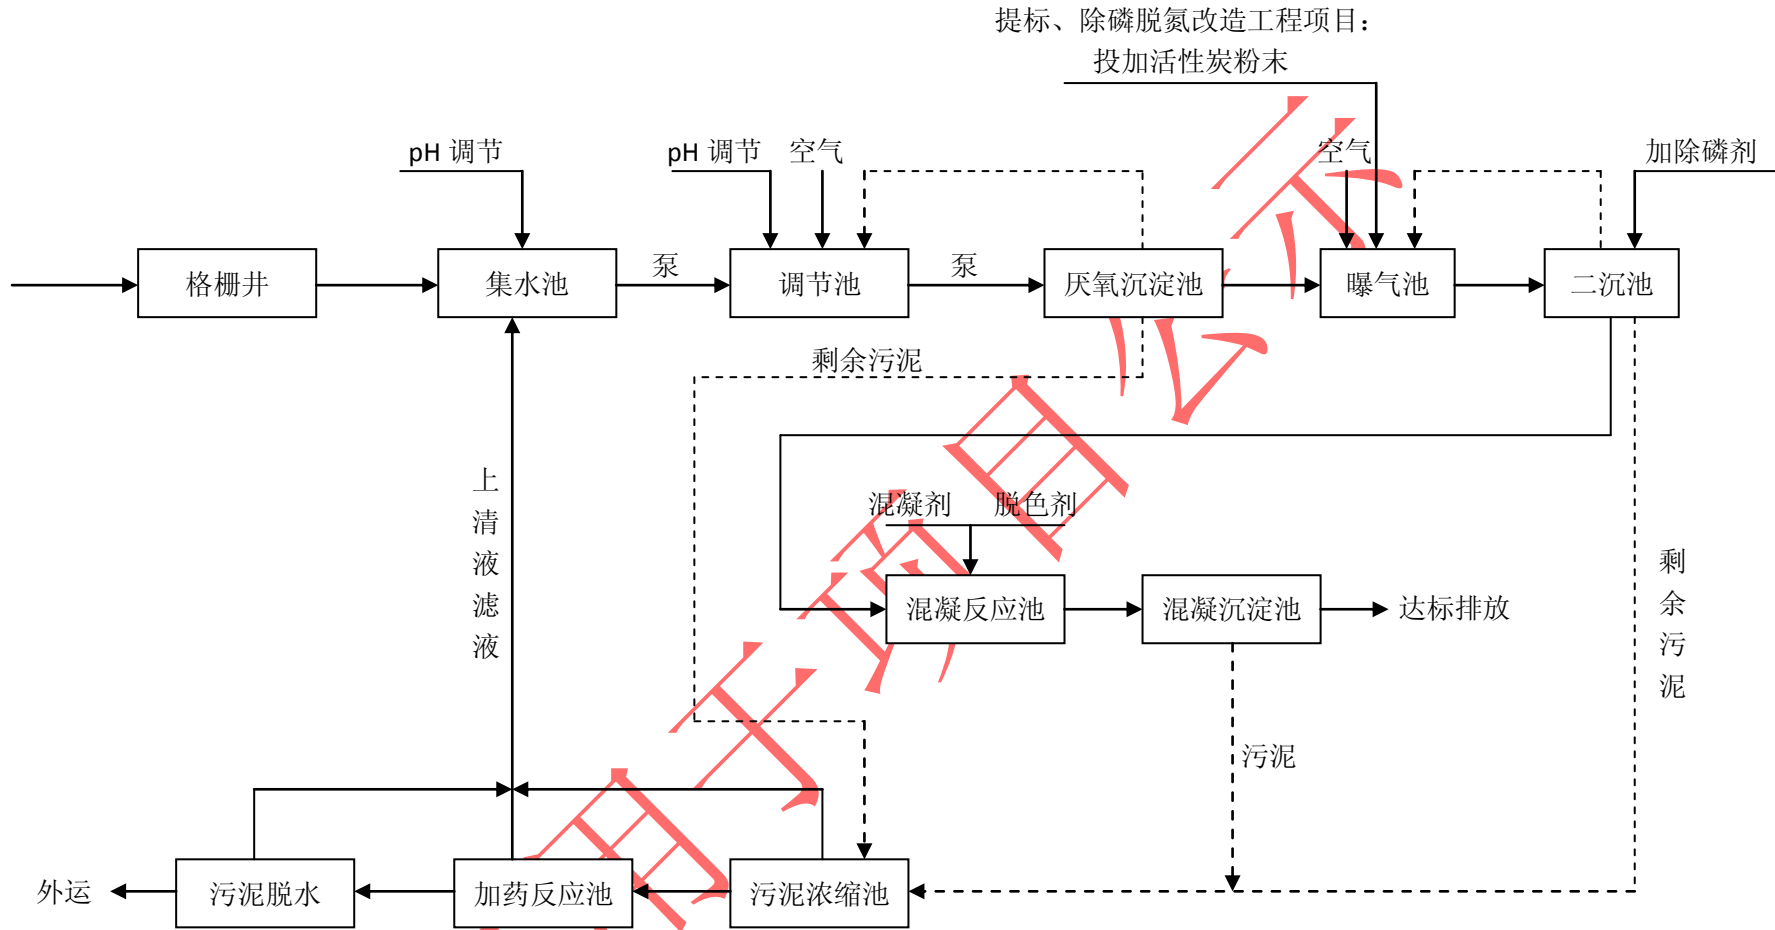 提标、除磷脱氮改造工程项目：
投加活性炭粉末
pH 调节
pH 调节
空气
空气
加除磷剂
格栅井
集水池
泵
调节池
泵
厌氧沉淀池
曝气池
二沉池
剩余污泥
上清液滤液
混凝剂
脱色剂
混凝反应池
混凝沉淀池
达标排放
剩余污泥
污泥
外运
污泥脱水
加药反应池
污泥浓缩池